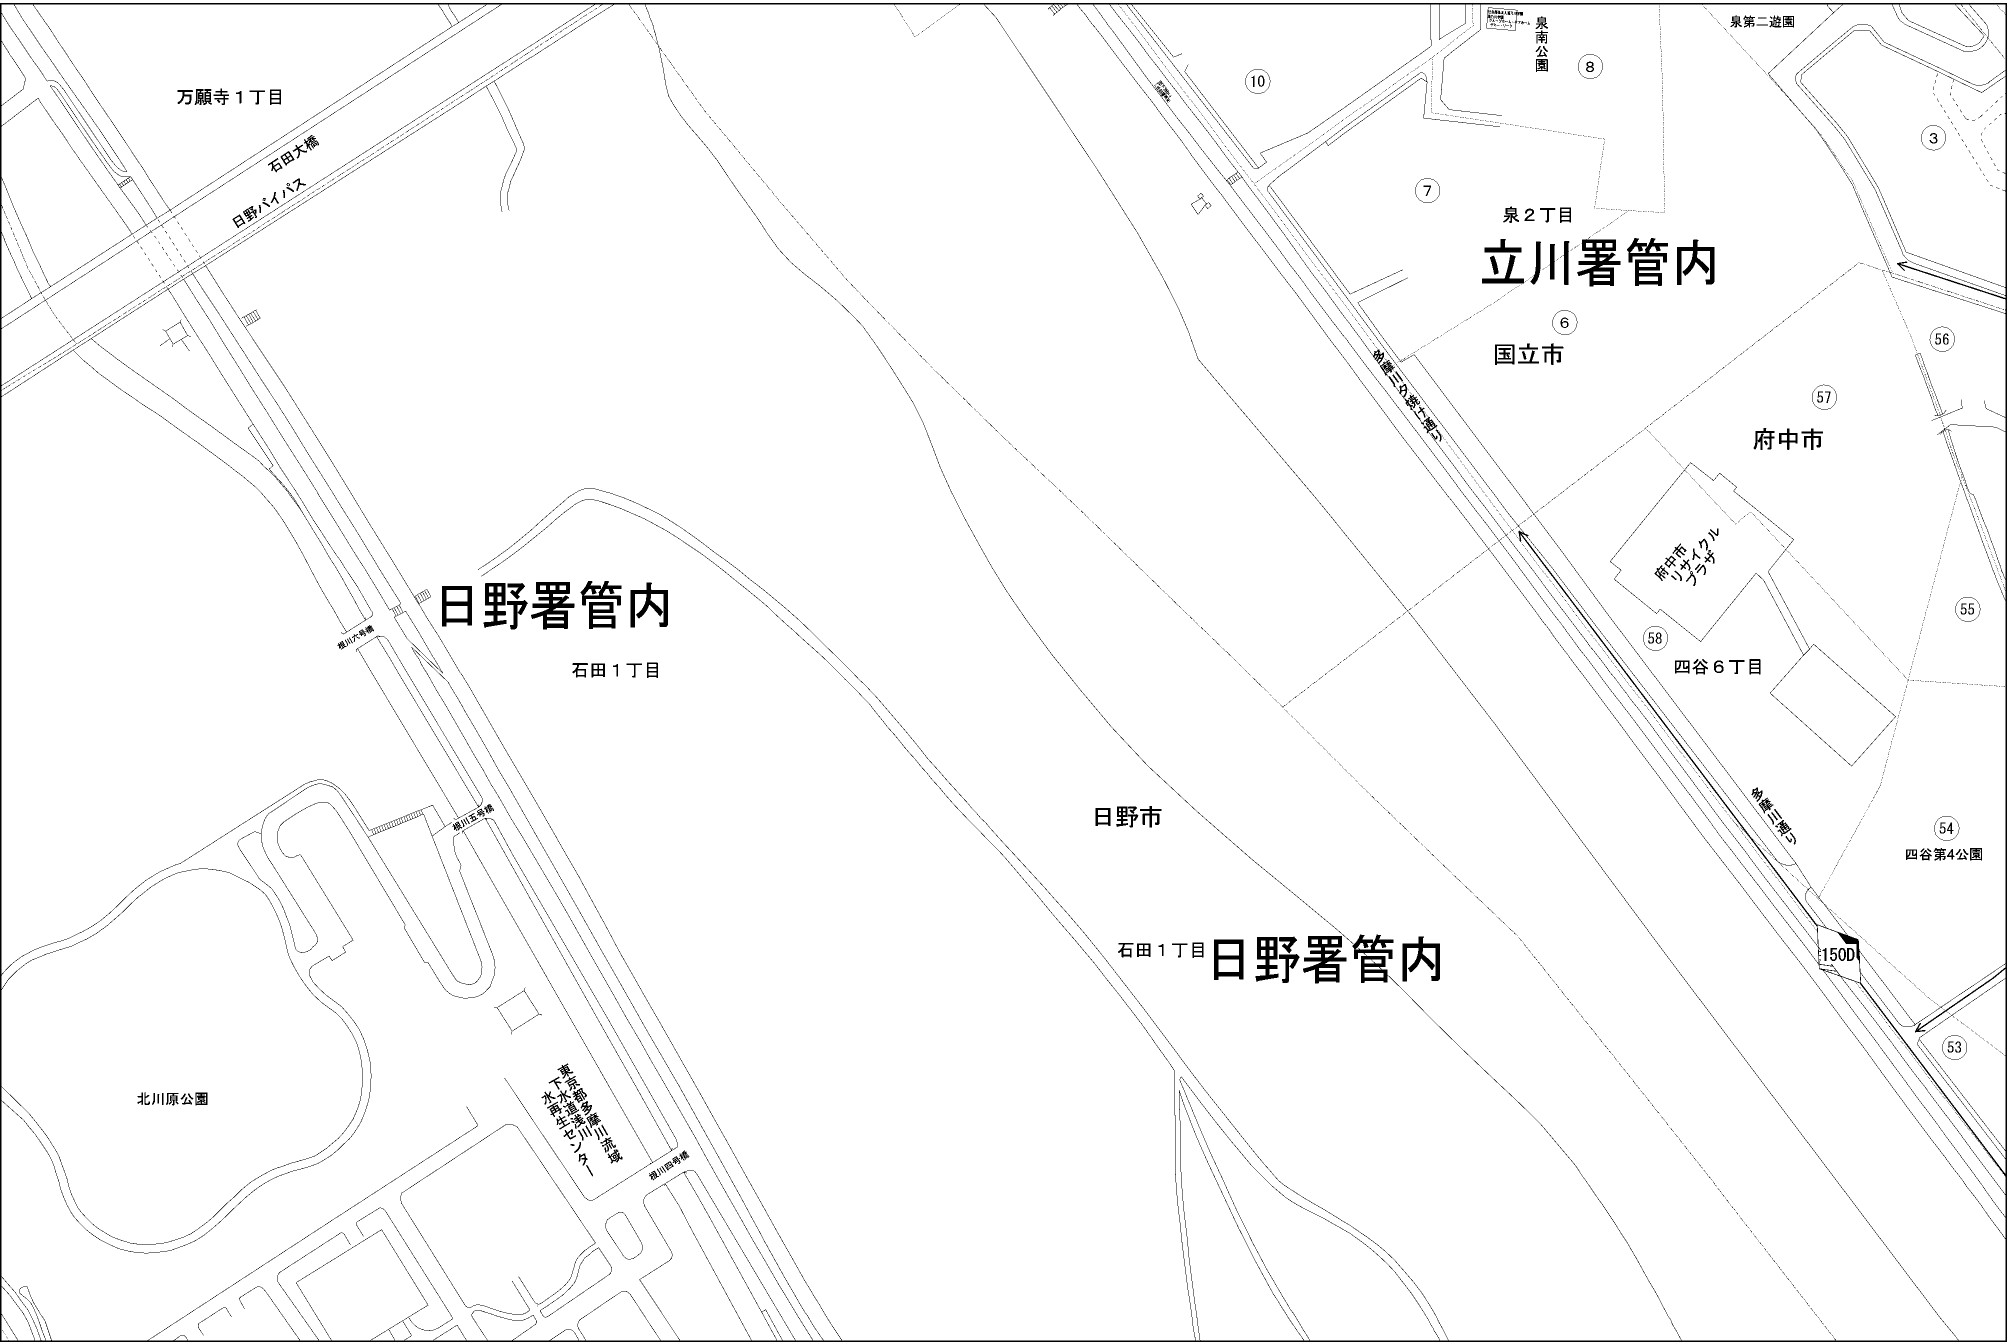 泉南公園
泉第二遊園
⑧
⑩
万願寺１丁目
③
石田大橋
⑦
日野バイパス
泉２丁目
立川署管内
⑥
56
国立市
多摩川夕焼け通り
57
府中市
府中市
リサイクル
プラザ
日野署管内
55
根川六号橋
58
石田１丁目
四谷６丁目
多摩川通り
根川五号橋
日野市
54
四谷第4公園
石田１丁目
日野署管内
150D
53
北川原公園
東京都多摩川流域
下水道浅川
水再生センター
根川四号橋